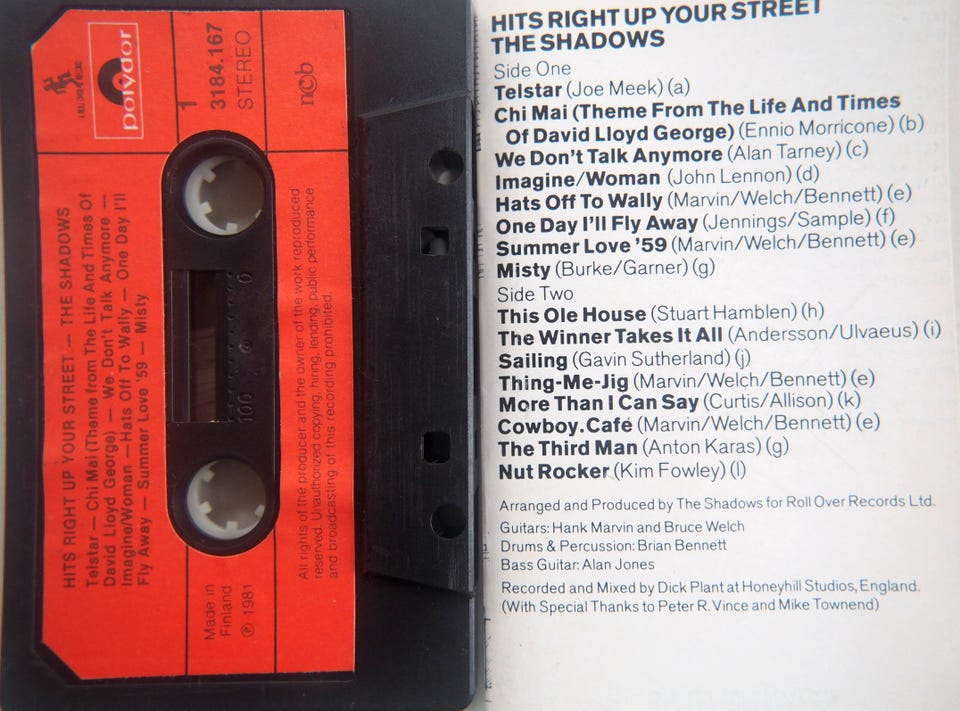 polydor
1
3184.167
STEREO
ncb
HITS RIGHT UP YOUR STREET — THE SHADOWS
Telstar — Chi Mai (Theme from The Life And Times Of
David Lloyd George) — We Don't Talk Anymore —
Imagine/Woman — Hats Off To Wally — One Day I'll
Fly Away — Summer Love '59 — Misty
100
0
All rights of the producer and the owner of the work reproduced
reserved. Unauthorized copying, hiring, lending, public performance
and broadcasting of this recording prohibited.
Made in
Finland
℗ 1981
HITS RIGHT UP YOUR STREET
THE SHADOWS
Side One
Telstar (Joe Meek) (a)
Chi Mai (Theme From The Life And Times
Of David Lloyd George) (Ennio Morricone) (b)
We Don't Talk Anymore (Alan Tarney) (c)
Imagine/Woman (John Lennon) (d)
Hats Off To Wally (Marvin/Welch/Bennett) (e)
One Day I'll Fly Away (Jennings/Sample) (f)
Summer Love '59 (Marvin/Welch/Bennett) (e)
Misty (Burke/Garner) (g)
Side Two
This Ole House (Stuart Hamblen) (h)
The Winner Takes It All (Andersson/Ulvaeus) (i)
Sailing (Gavin Sutherland) (j)
Thing-Me-Jig (Marvin/Welch/Bennett) (e)
More Than I Can Say (Curtis/Allison) (k)
Cowboy.Café (Marvin/Welch/Bennett) (e)
The Third Man (Anton Karas) (g)
Nut Rocker (Kim Fowley) (l)
Arranged and Produced by The Shadows for Roll Over Records Ltd.
Guitars: Hank Marvin and Bruce Welch
Drums & Percussion: Brian Bennett
Bass Guitar: Alan Jones
Recorded and Mixed by Dick Plant at Honeyhill Studios, England.
(With Special Thanks to Peter R. Vince and Mike Townend)